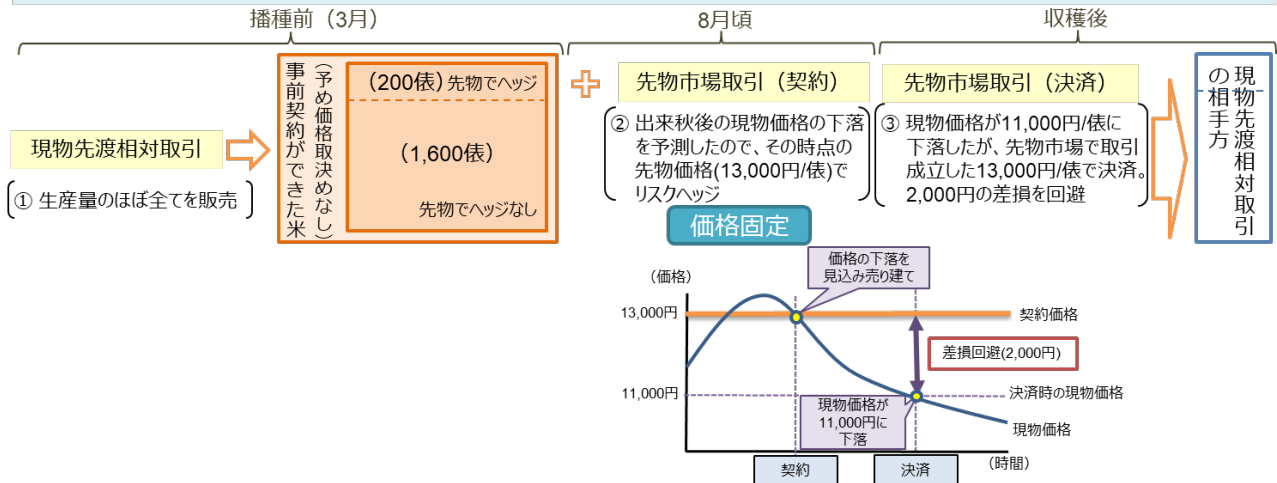 播種前（3月）
8月頃
収穫後
現物先渡相対取引
① 生産量のほぼ全てを販売
事前契約ができた米
（予め価格取決めなし）
（200俵）先物でヘッジ
（1,600俵）
先物でヘッジなし
先物市場取引（契約）
② 出来秋後の現物価格の下落
を予測したので、その時点の
先物価格(13,000円/俵)で
リスクヘッジ
先物市場取引（決済）
③ 現物価格が11,000円/俵に
下落したが、先物市場で取引
成立した13,000円/俵で決済。
2,000円の差損を回避
現物先渡相対取引
の相手方
価格固定
（価格）
価格の下落を
見込み売り建て
13,000円
契約価格
差損回避(2,000円)
11,000円
決済時の現物価格
現物価格が
11,000円に
下落
現物価格
契約
決済
（時間）